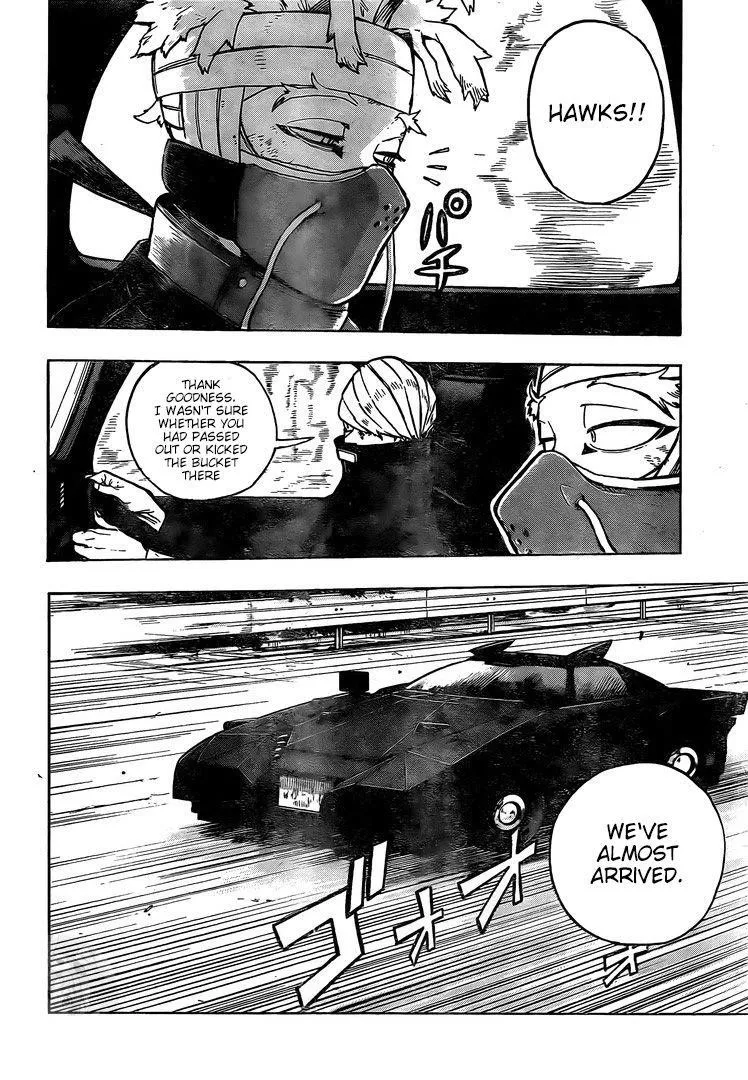 HAWKS!!
パチ
THANK
GOODNESS.
I WASN'T SURE
WHETHER YOU
HAD PASSED
OUT OR KICKED
THE BUCKET
THERE
WE'VE
ALMOST
ARRIVED.
ゴオオオ